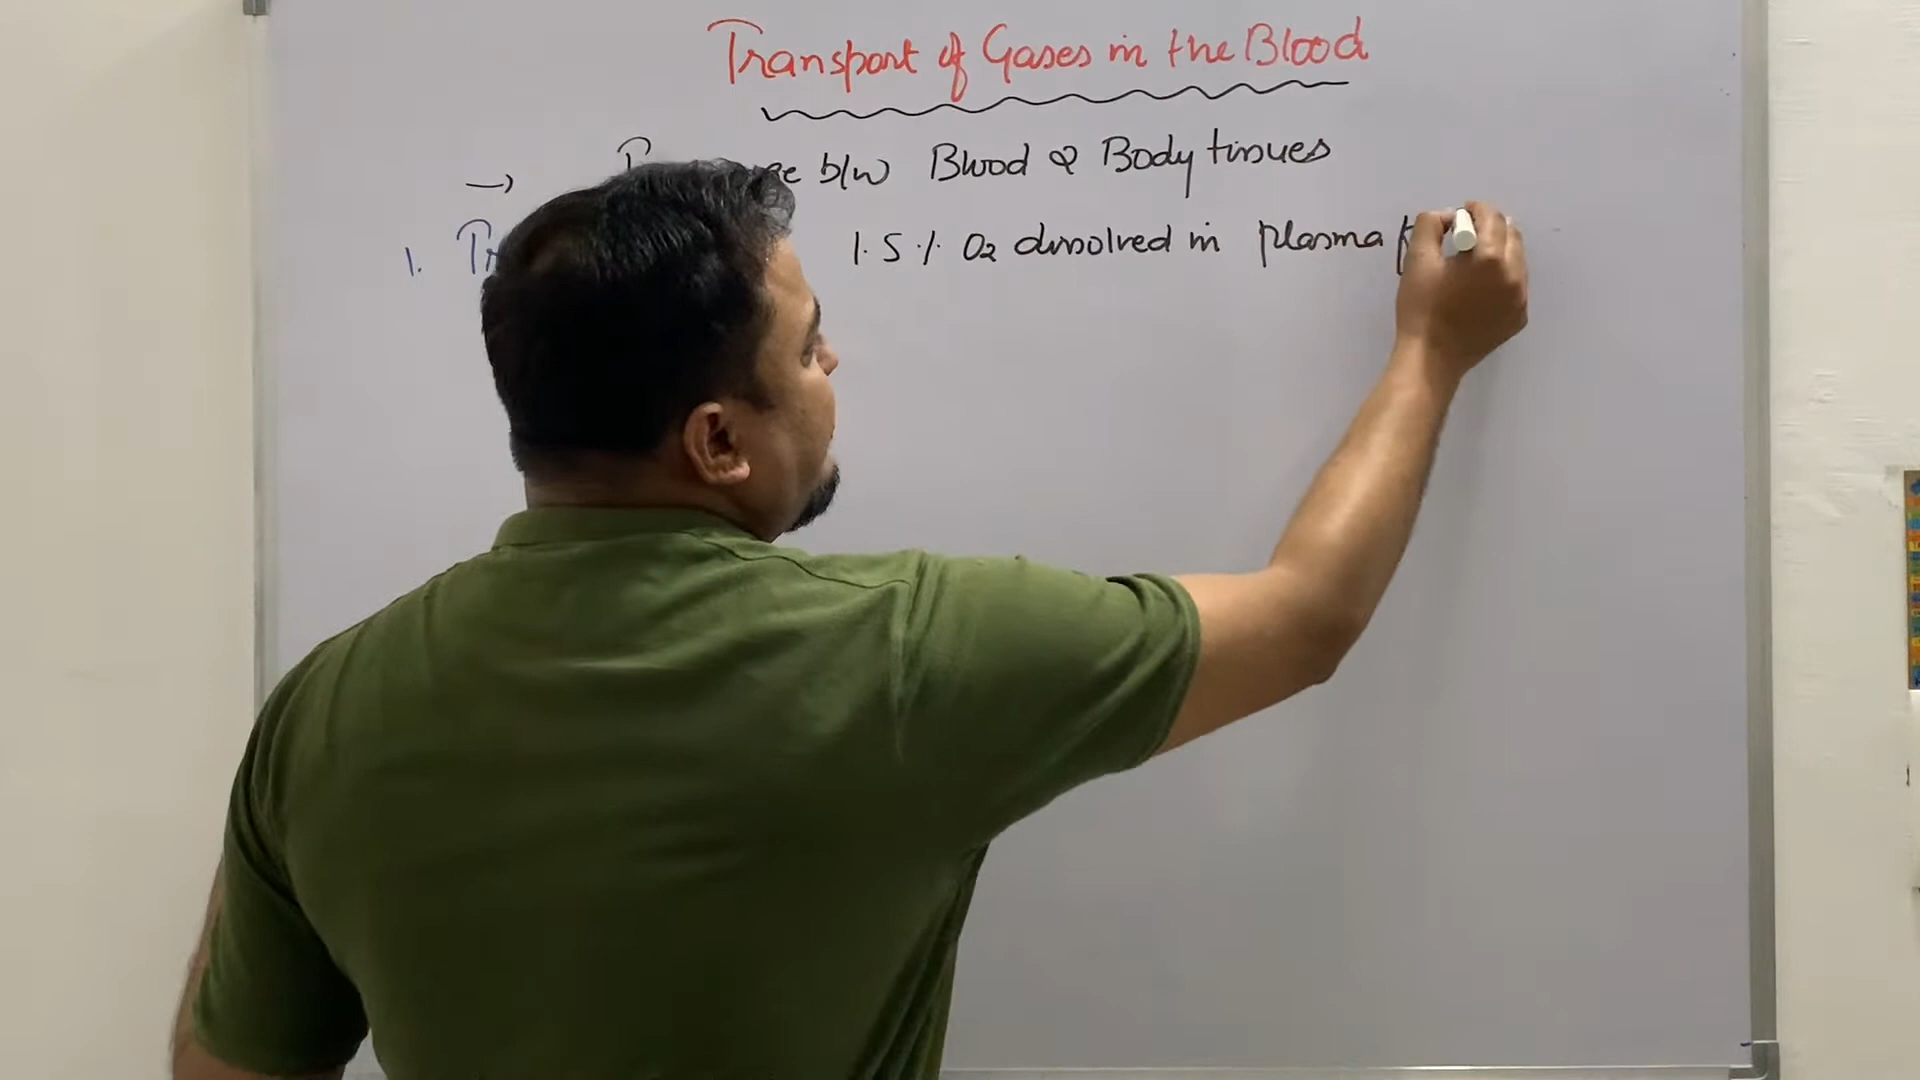 Transport of Gases in the Blood
→ b/w Blood & Body tissues
1. 1.5% O2 dissolved in plasma